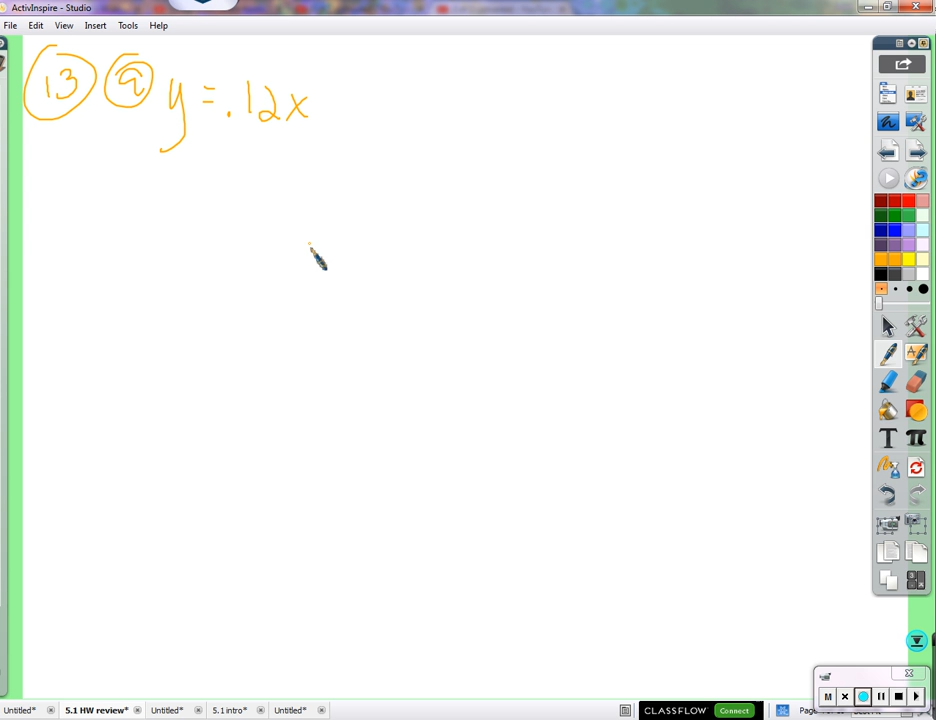 ActivInspire - Studio
File Edit View Insert Tools Help
13 a y = .12x
Untitled* 5.1 HW review* Untitled* 5.1 intro* Untitled*
CLASSFLOW Connect
M